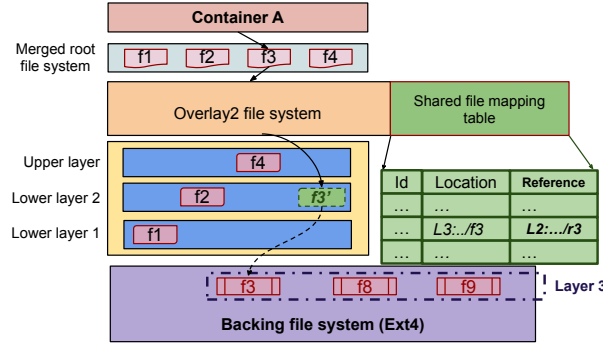 Container A
Merged root
file system
f1 f2 f3 f4
Overlay2 file system
Shared file mapping
table
Upper layer
f4
Lower layer 2
f2
f3'
Lower layer 1
f1
Id Location Reference
... ... ...
... L3:../f3 L2:.../r3
... ... ...
f3 f8 f9
Layer 3
Backing file system (Ext4)